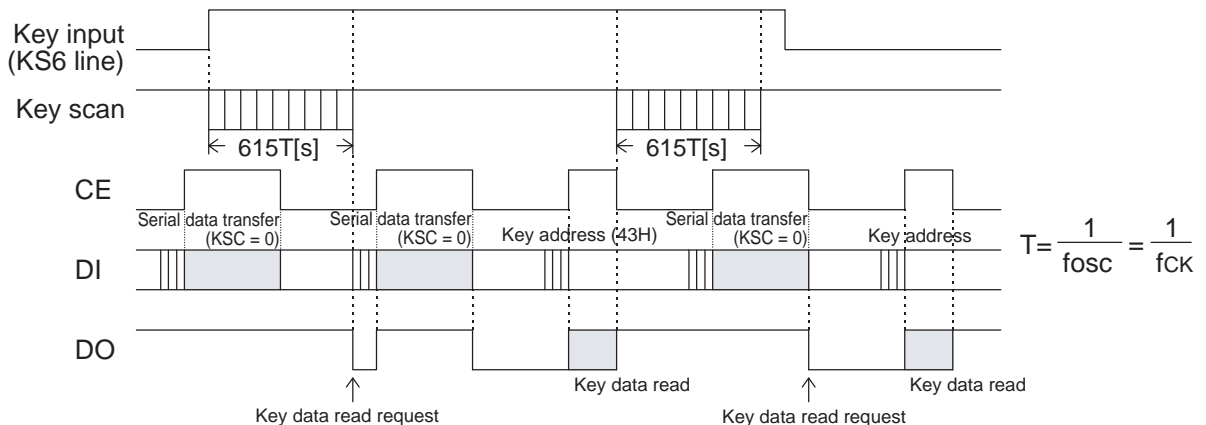 Key input
(KS6 line)
Key scan
615T[s]
615T[s]
CE
Serial data transfer
(KSC = 0)
Serial data transfer
(KSC = 0)
Key address (43H)
Serial data transfer
(KSC = 0)
Key address
DI
T= 1/fosc = 1/fCK
DO
Key data read
Key data read
Key data read request
Key data read request